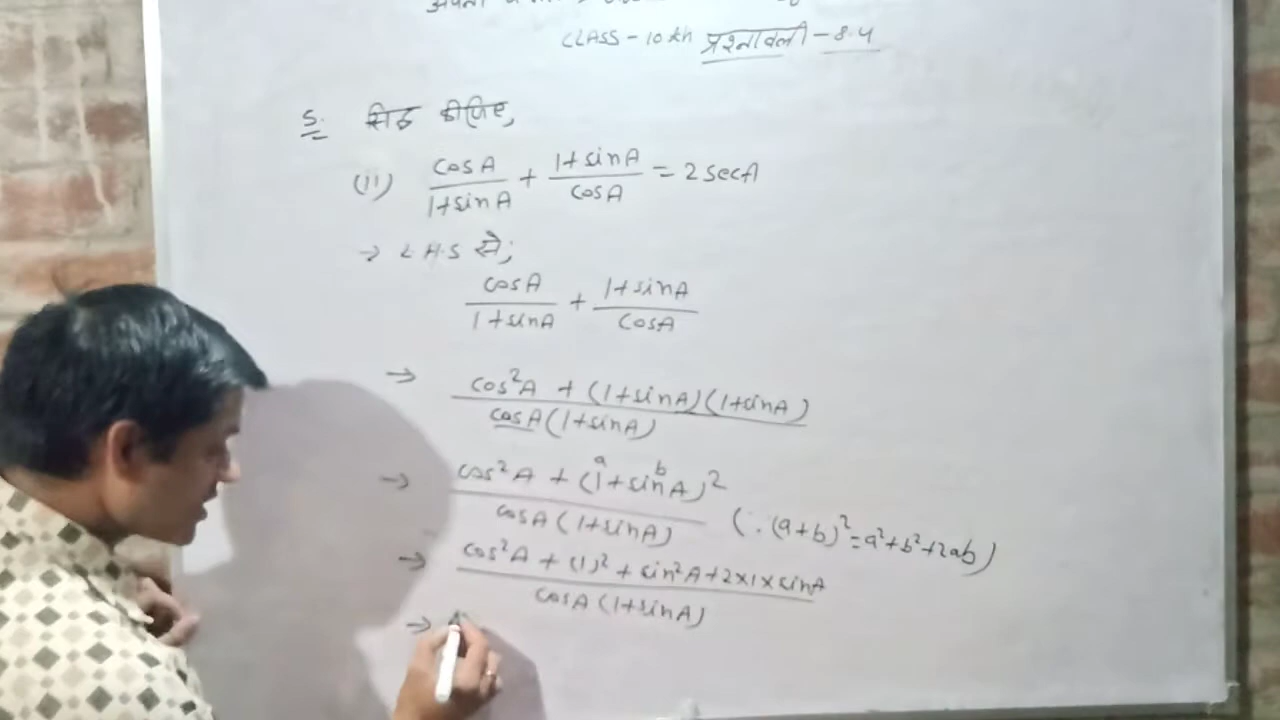 अपना
CLASS - 10th प्रश्नावली - 8.4
5. सिद्ध कीजिए,
(ii) cosA/1+sinA + 1+sinA/cosA = 2secA
→ L.H.S से;
cosA/1+sinA + 1+sinA/cosA
→ cos²A + (1+sinA)(1+sinA)/cosA(1+sinA)
a b
→ cos²A + (1+sinA)²/cosA(1+sinA) (∵ (a+b)²=a²+b²+2ab)
→ cos²A + (1)² + sin²A+2×1×sinA/cosA(1+sinA)
→